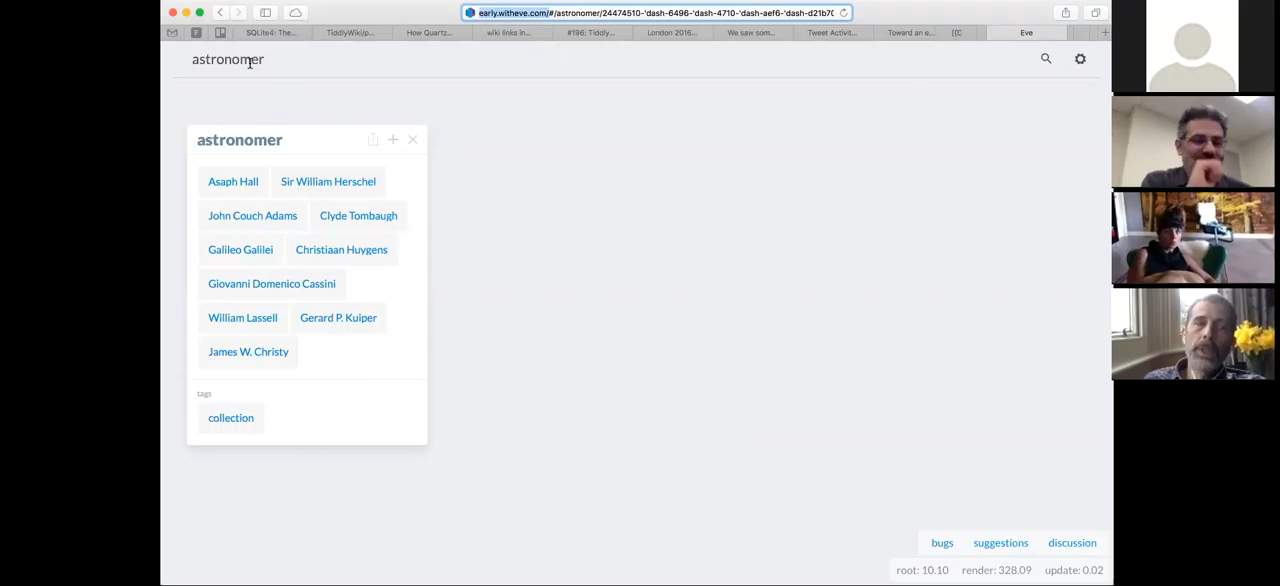 early.witheve.com/#/astronomer/24474510-'dash-6496-'dash-4710-'dash-aef6-'dash-d21b70
SQLite4: The... TiddlyWiki/p... How Quartz... wiki links in... #196: Tiddly... London 2016... We saw som... Tweet Activit... Toward an e... Eve
astronomer
astronomer
Asaph Hall Sir William Herschel
John Couch Adams Clyde Tombaugh
Galileo Galilei Christiaan Huygens
Giovanni Domenico Cassini
William Lassell Gerard P. Kuiper
James W. Christy
tags
collection
bugs suggestions discussion
root: 10.10 render: 328.09 update: 0.02